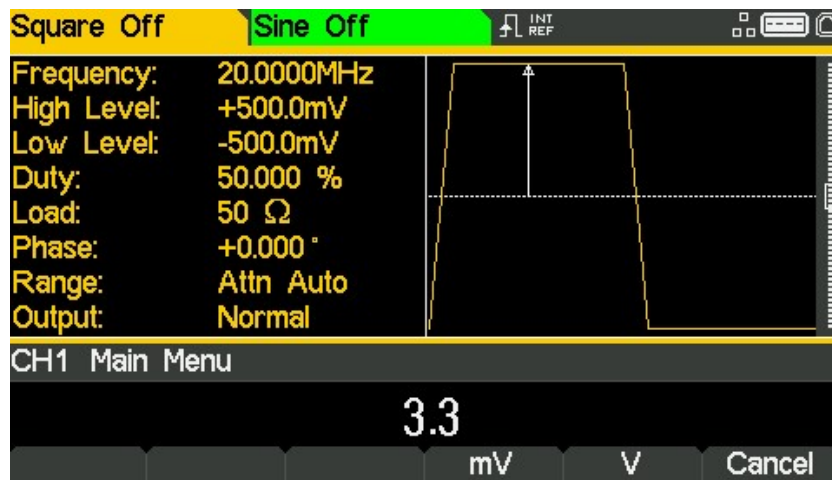 Square Off Sine Off INT REF
Frequency: 20.0000MHz
High Level: +500.0mV
Low Level: -500.0mV
Duty: 50.000 %
Load: 50 Ω
Phase: +0.000 °
Range: Attn Auto
Output: Normal
CH1 Main Menu
3.3
mV V Cancel